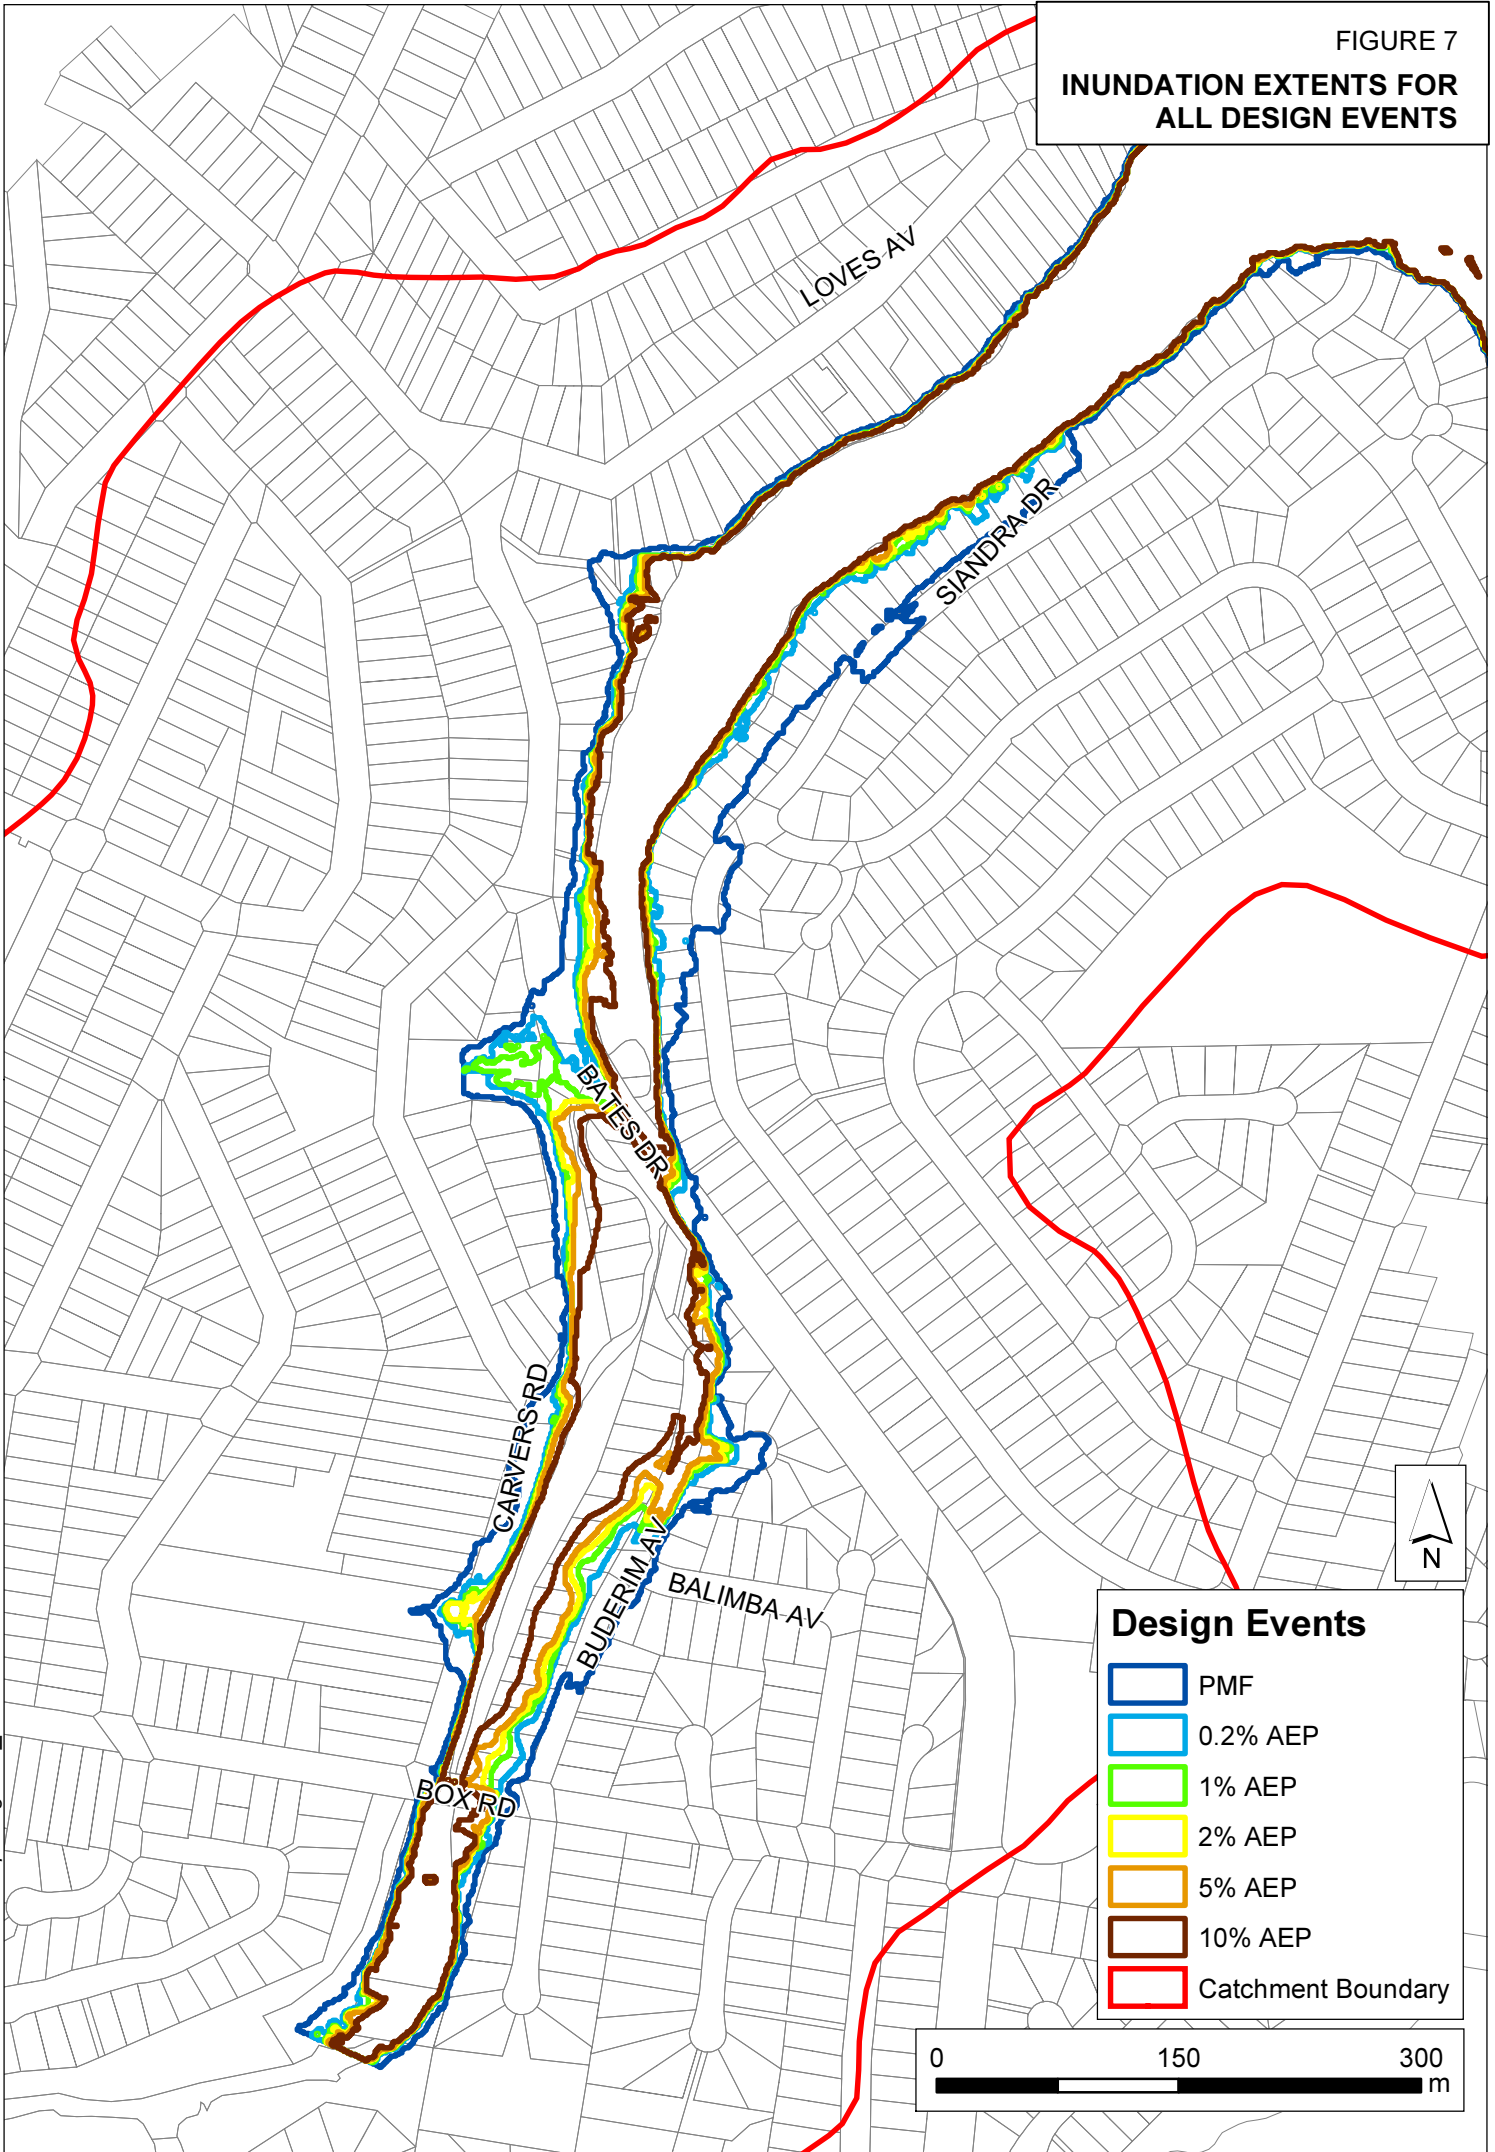 FIGURE 7
INUNDATION EXTENTS FOR
ALL DESIGN EVENTS
LOVES AV
SIANDRA DR
BATES DR
CARVERS RD
BUDERIM AV
BALIMBA AV
BOX RD
N
Design Events
PMF
0.2% AEP
1% AEP
2% AEP
5% AEP
10% AEP
Catchment Boundary
0 150 300
m